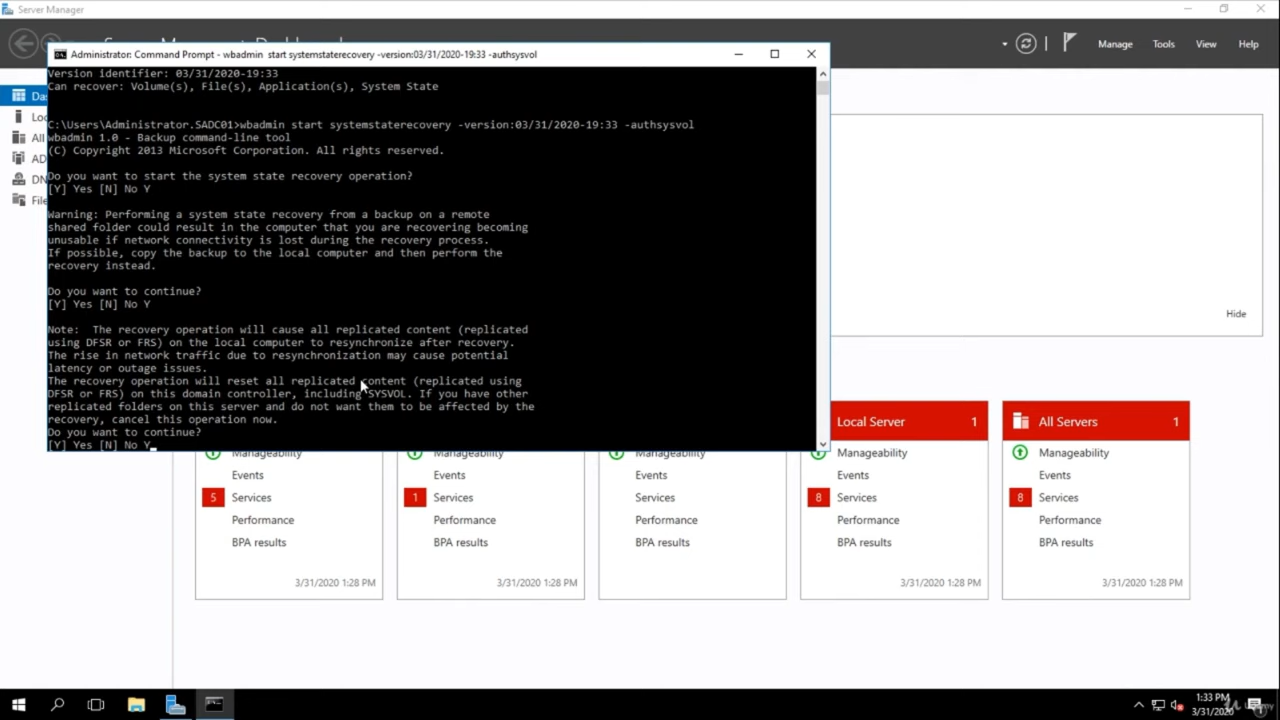 Server Manager
Manage Tools View Help
Administrator: Command Prompt - wbadmin start systemstaterecovery -version:03/31/2020-19:33 -authsysvol
Version identifier: 03/31/2020-19:33
Can recover: Volume(s), File(s), Application(s), System State
C:\Users\Administrator.SADC01>wbadmin start systemstaterecovery -version:03/31/2020-19:33 -authsysvol
wbadmin 1.0 - Backup command-line tool
(C) Copyright 2013 Microsoft Corporation. All rights reserved.
Do you want to start the system state recovery operation?
[Y] Yes [N] No Y
Warning: Performing a system state recovery from a backup on a remote
shared folder could result in the computer that you are recovering becoming
unusable if network connectivity is lost during the recovery process.
If possible, copy the backup to the local computer and then perform the
recovery instead.
Do you want to continue?
[Y] Yes [N] No Y
Note:  The recovery operation will cause all replicated content (replicated
using DFSR or FRS) on the local computer to resynchronize after recovery.
The rise in network traffic due to resynchronization may cause potential
latency or outage issues.
The recovery operation will reset all replicated content (replicated using
DFSR or FRS) on this domain controller, including SYSVOL. If you have other
replicated folders on this server and do not want them to be affected by the
recovery, cancel this operation now.
Do you want to continue?
[Y] Yes [N] No Y
Das
Loc
All
AD
DN
File
Hide
Local Server 1
All Servers 1
Manageability Manageability Manageability Manageability Manageability
Events Events Events Events Events
5 Services 1 Services Services 8 Services 8 Services
Performance Performance Performance Performance Performance
BPA results BPA results BPA results BPA results BPA results
3/31/2020 1:28 PM 3/31/2020 1:28 PM 3/31/2020 1:28 PM 3/31/2020 1:28 PM
1:33 PM
3/31/2020